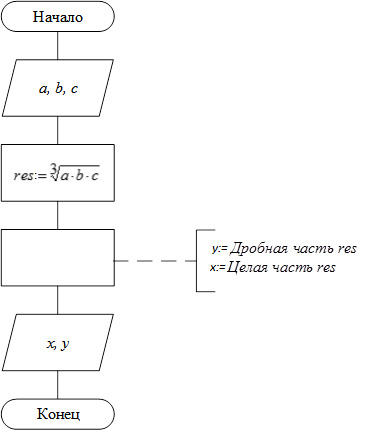 Начало
a, b, c
res:= ∛a·b·c
y:= Дробная часть res
x:= Целая часть res
x, y
Конец